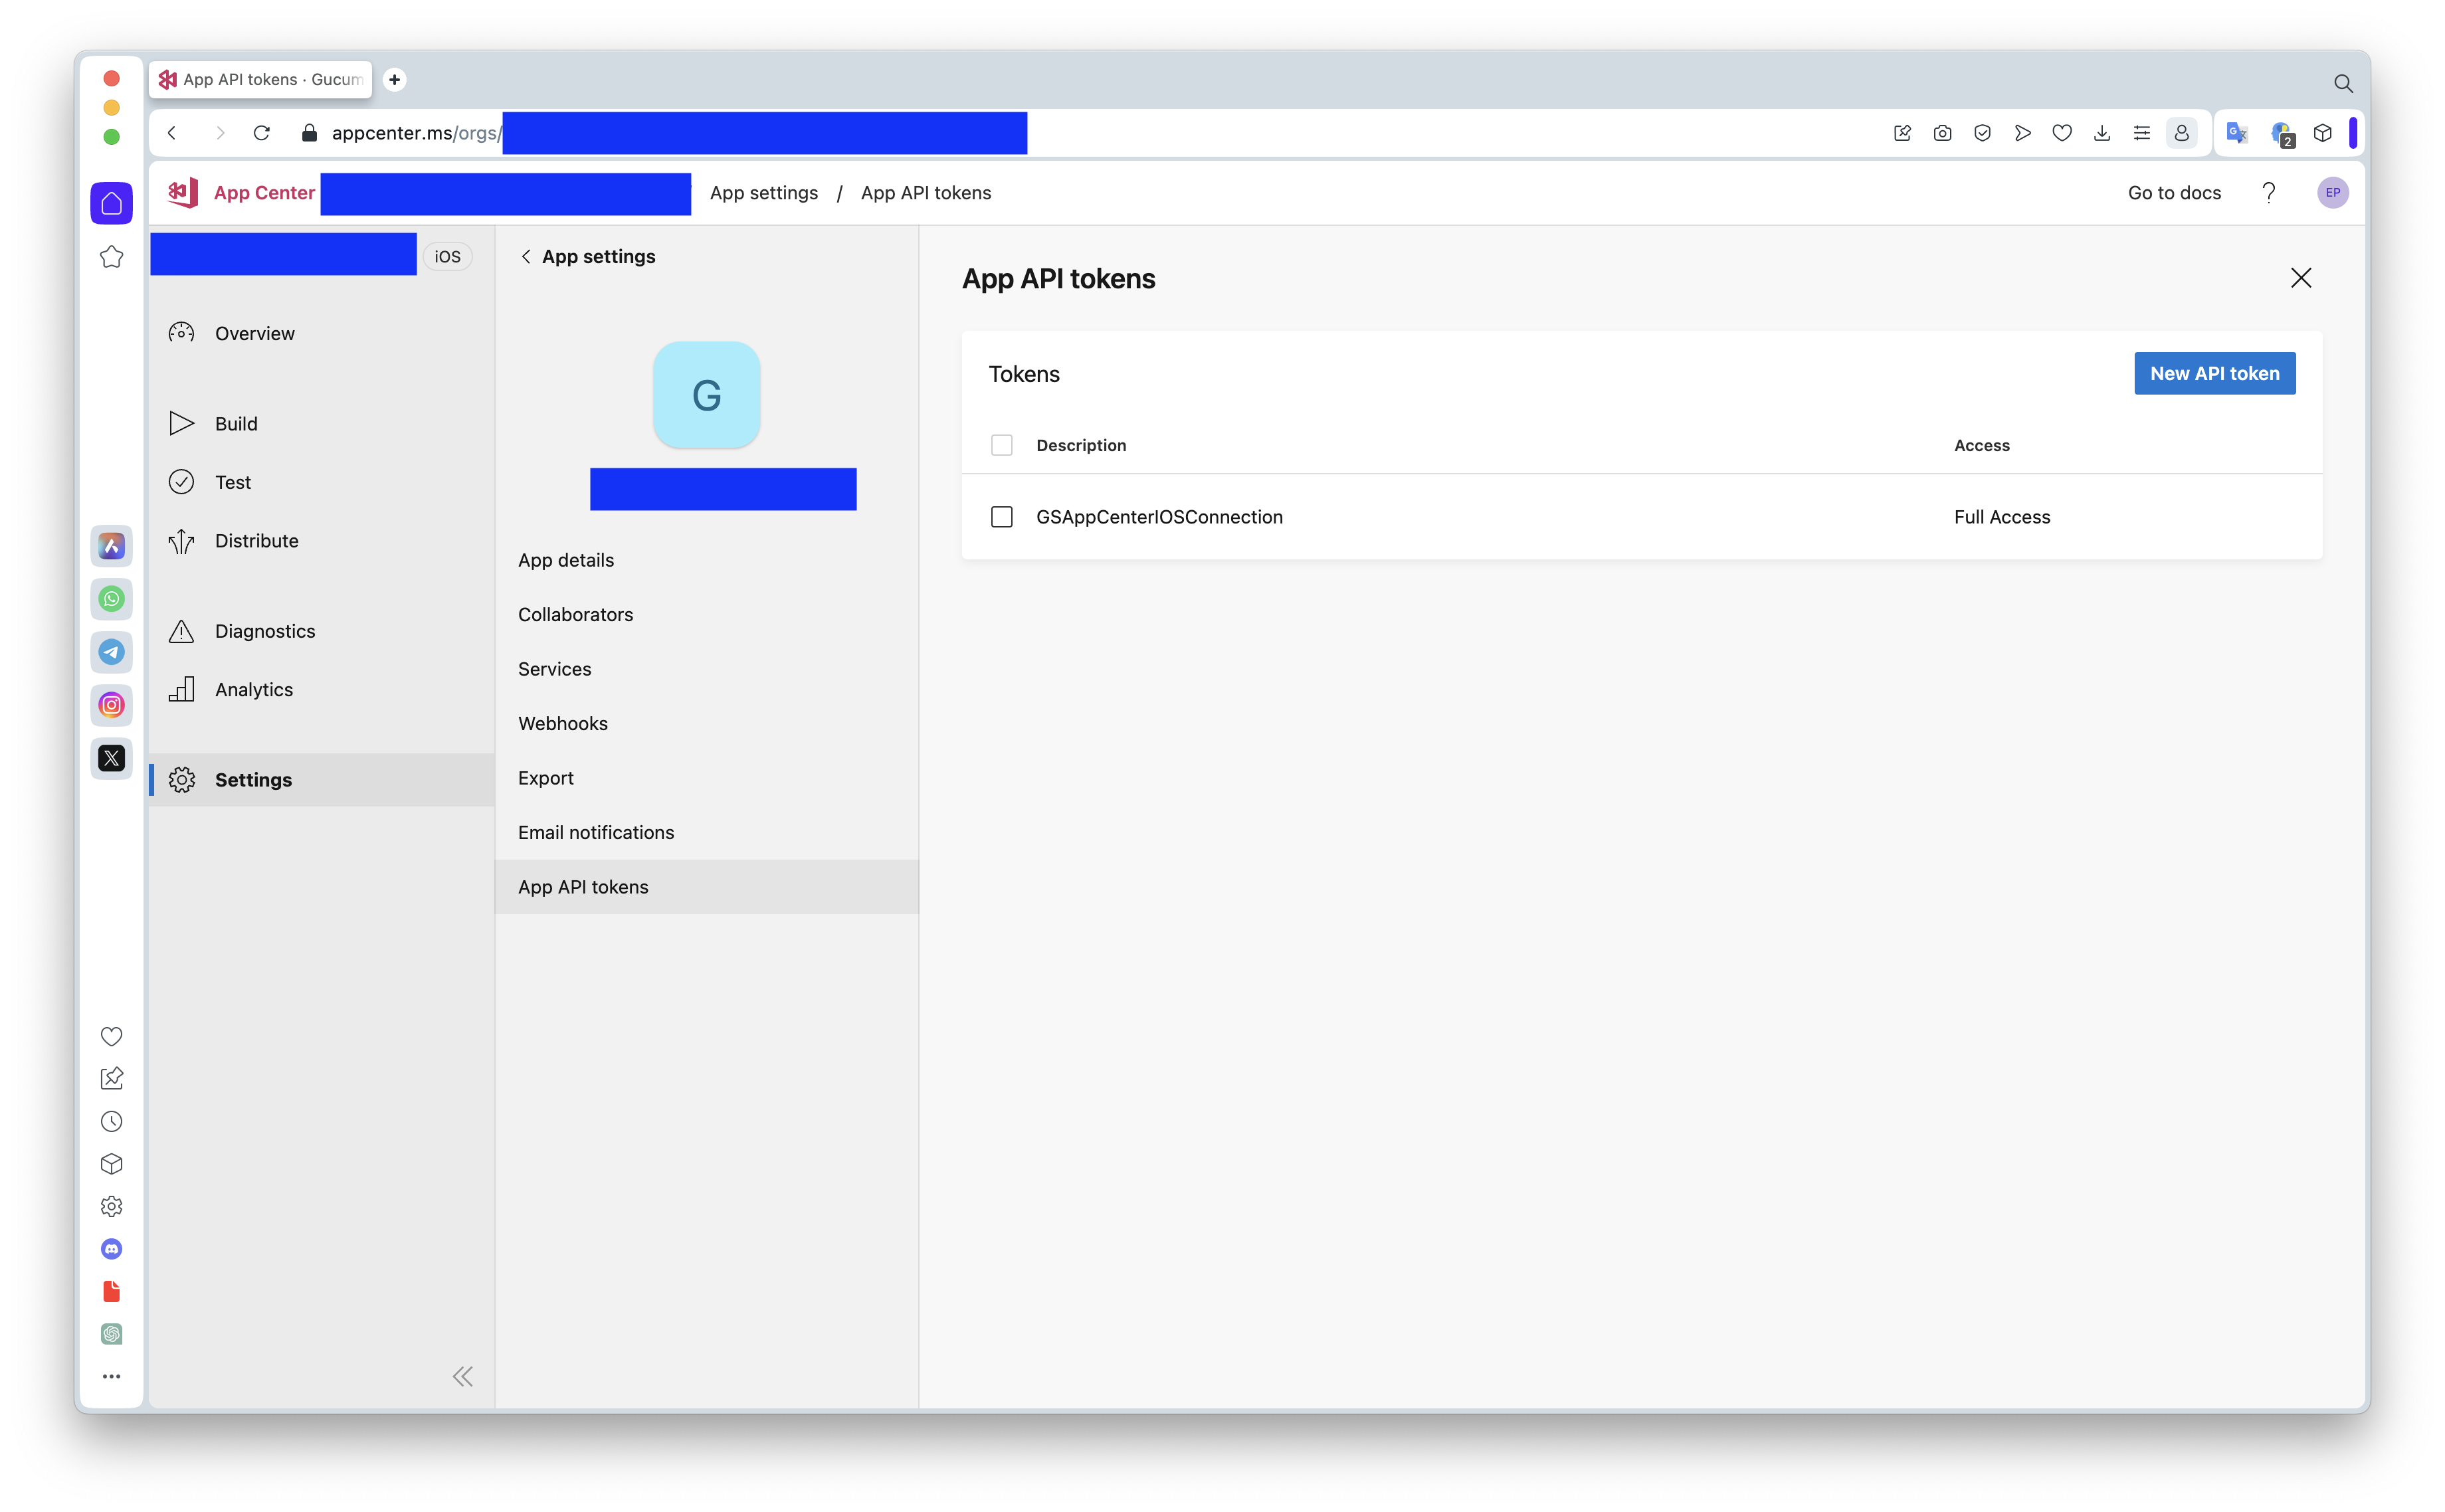 App API tokens · Gucum
appcenter.ms/orgs/
2
App Center
App settings / App API tokens
Go to docs
?
EP
iOS
App settings
Overview
Build
Test
Distribute
Diagnostics
Analytics
Settings
G
App details
Collaborators
Services
Webhooks
Export
Email notifications
App API tokens
App API tokens
Tokens
New API token
Description Access
GSAppCenterIOSConnection Full Access